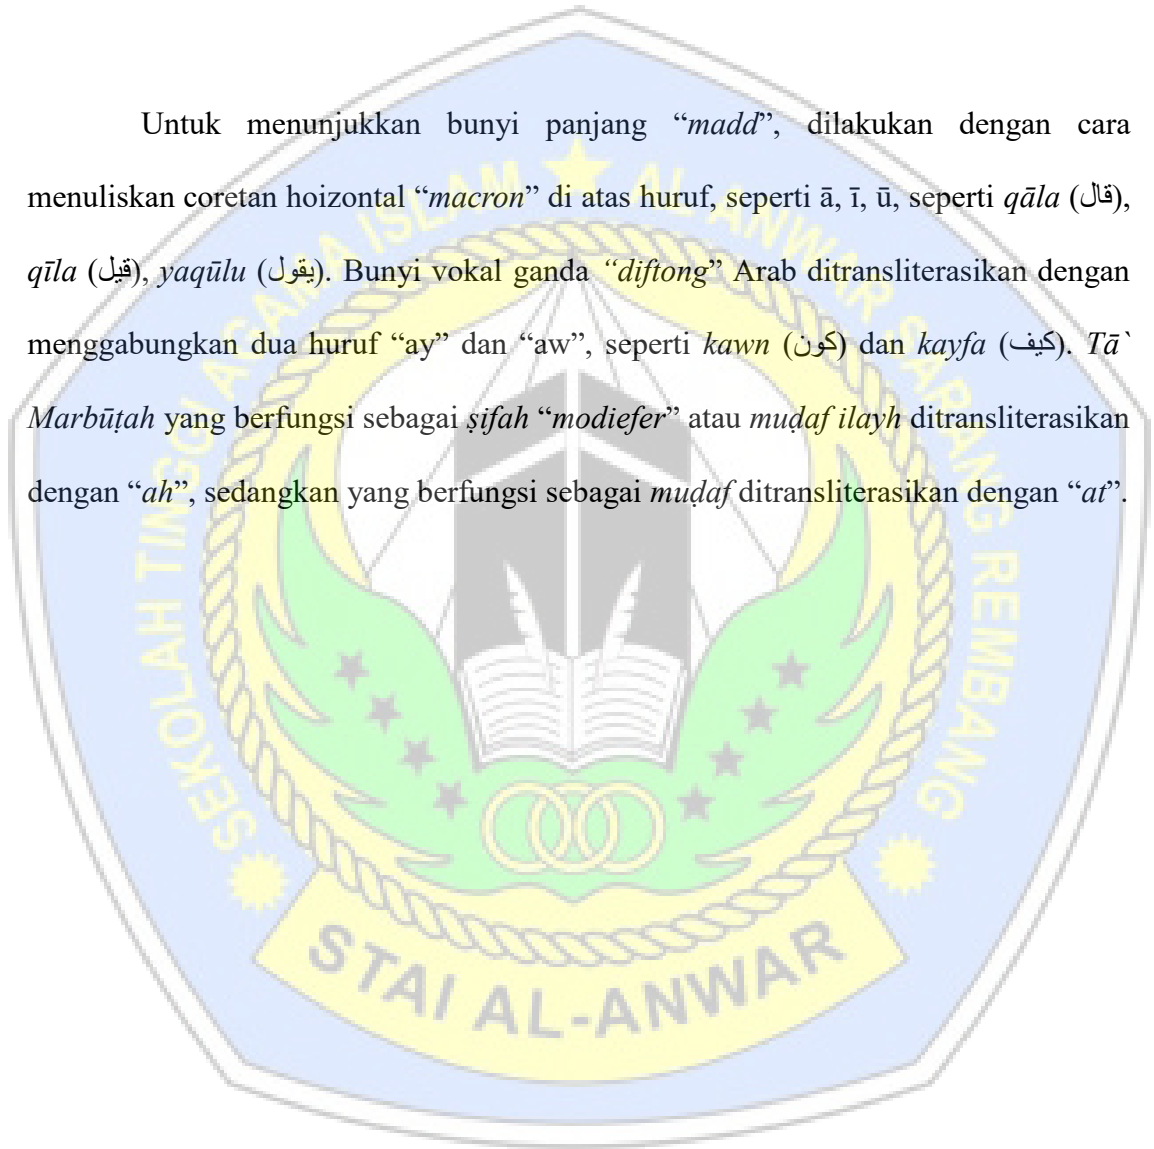 Untuk menunjukkan bunyi panjang “madd”, dilakukan dengan cara
menuliskan coretan hoizontal “macron” di atas huruf, seperti ā, ī, ū, seperti qāla (قال),
qīla (قيل), yaqūlu (يقول). Bunyi vokal ganda “diftong” Arab ditransliterasikan dengan
menggabungkan dua huruf “ay” dan “aw”, seperti kawn (كون) dan kayfa (كيف). Tā`
Marbūṭah yang berfungsi sebagai ṣifah “modiefer” atau muḍaf ilayh ditransliterasikan
dengan “ah”, sedangkan yang berfungsi sebagai muḍaf ditransliterasikan dengan “at”.
SEKOLAH TINGGI AGAMA ISLAM AL-ANWAR SARANG REMBANG
STAI AL-ANWAR